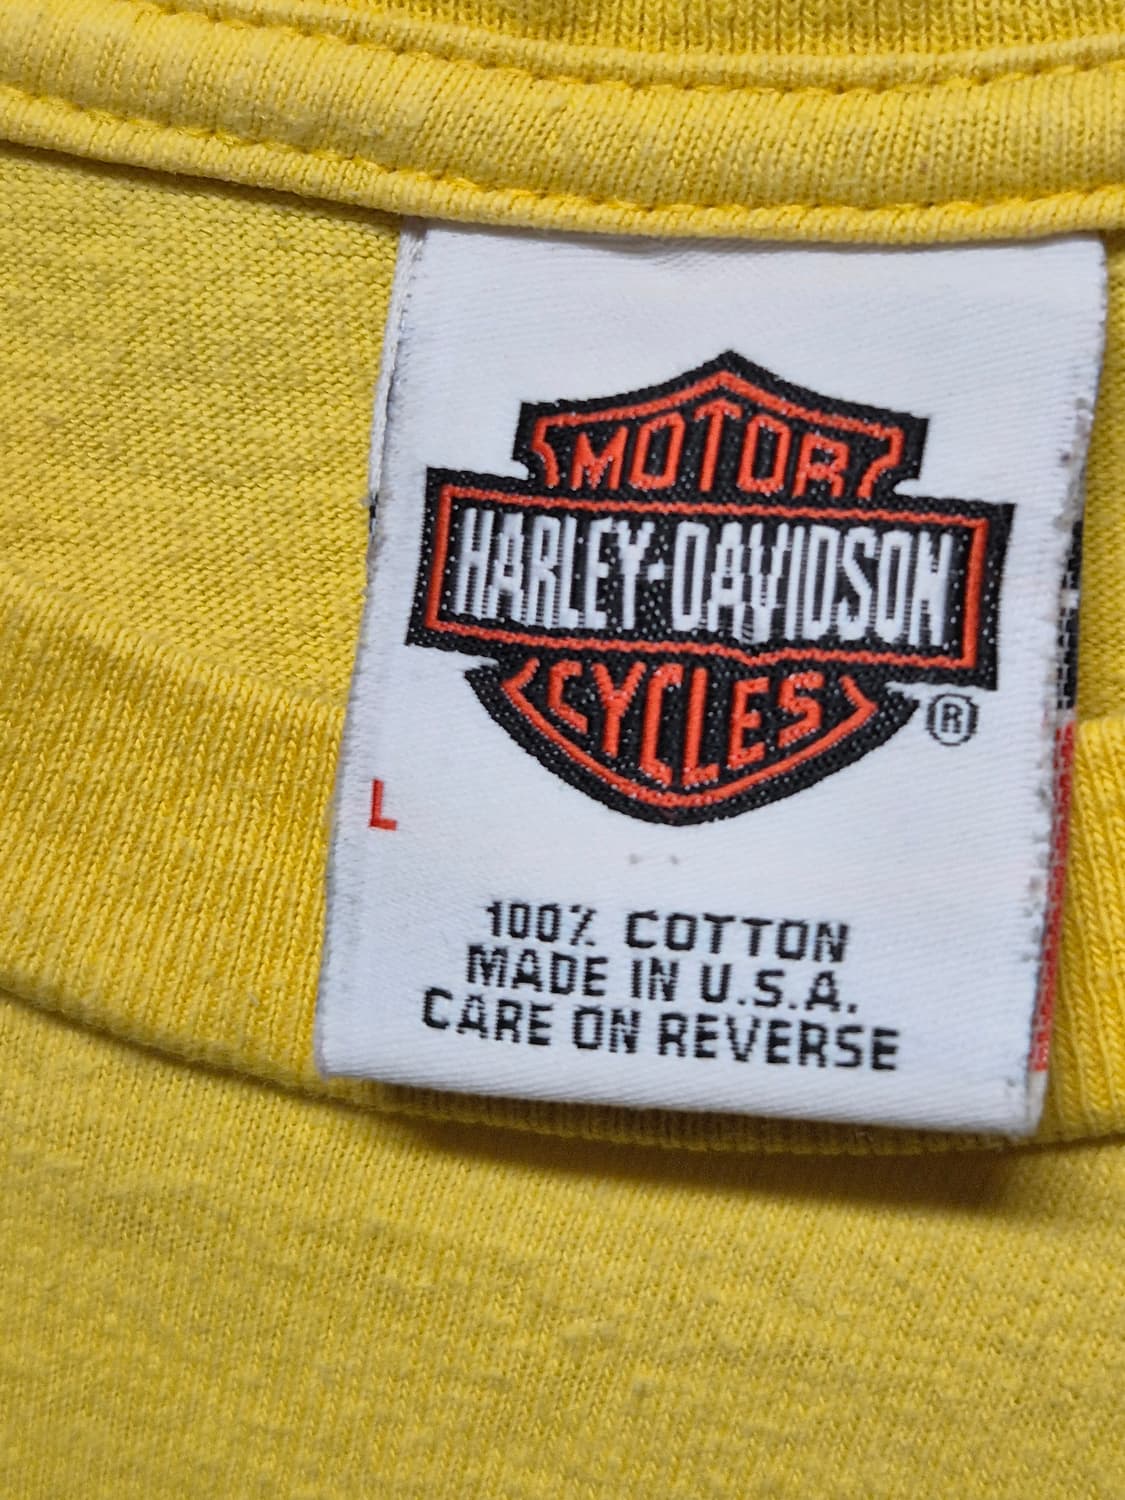 MOTOR
HARLEY-DAVIDSON
CYCLES
®
L
100% COTTON
MADE IN U.S.A.
CARE ON REVERSE